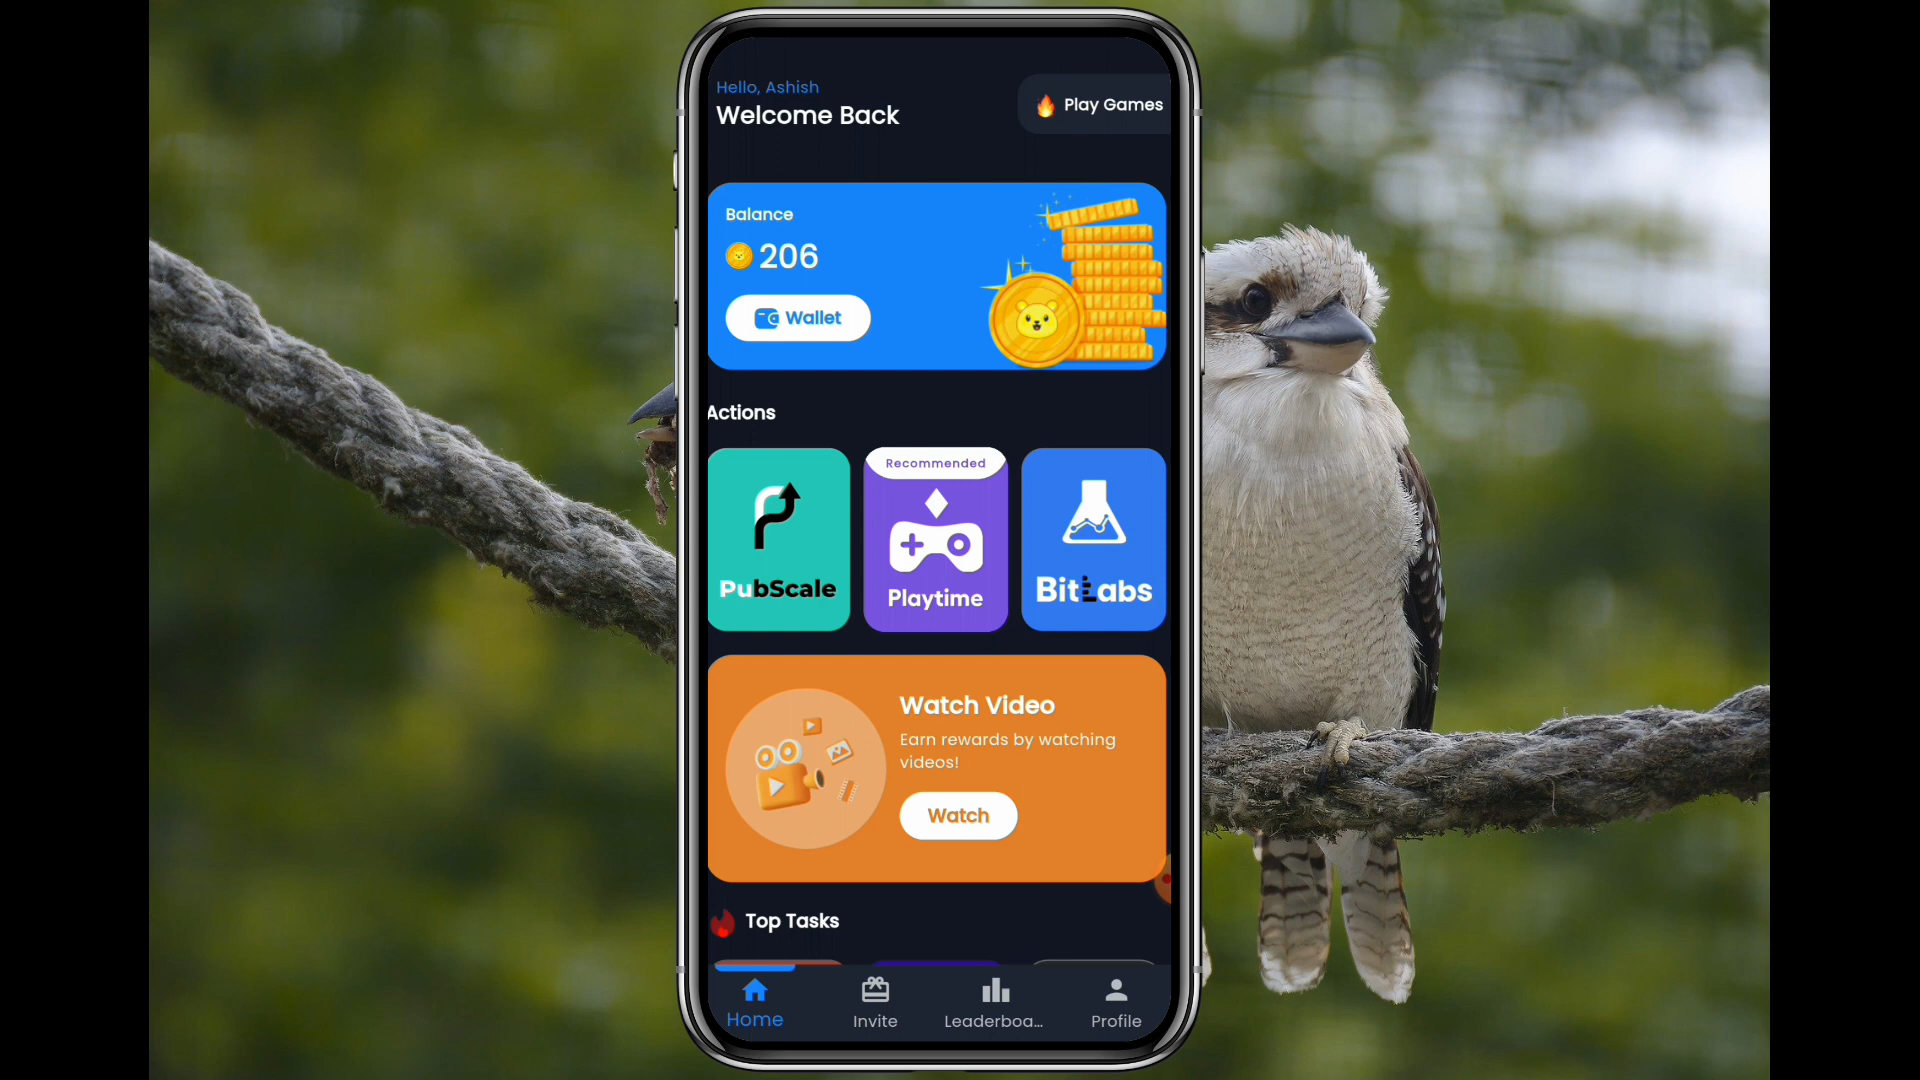 Hello, Ashish
Welcome Back
Play Games
Balance
206
Wallet
Actions
PubScale
Recommended
Playtime
BitLabs
Watch Video
Earn rewards by watching
videos!
Watch
Top Tasks
Home
Invite
Leaderboa...
Profile